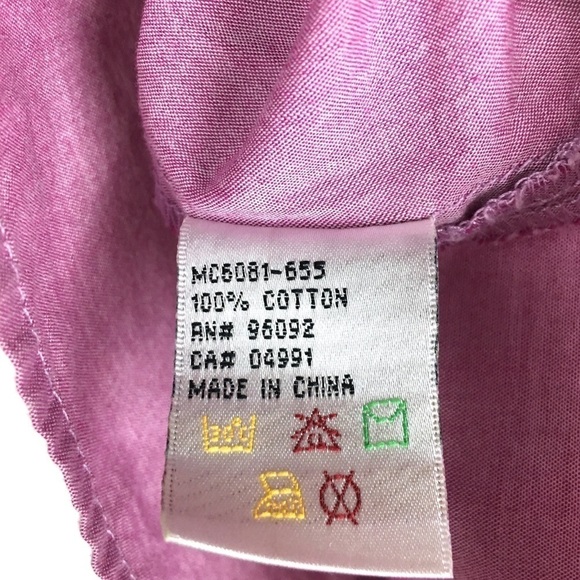 MC6081-655
100% COTTON
RN# 96092
CA# 04991
MADE IN CHINA